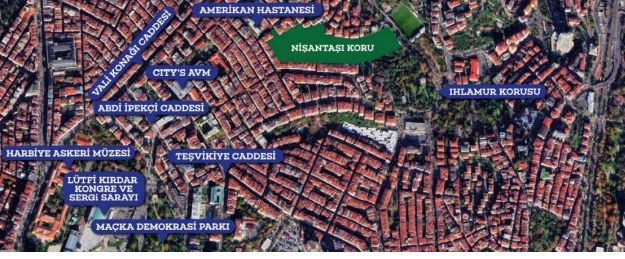 AMERİKAN HASTANESİ
VALİ KONAĞI CADDESİ
NİŞANTAŞI KORU
CITY'S AVM
IHLAMUR KORUSU
ABDİ İPEKÇİ CADDESİ
HARBİYE ASKERİ MÜZESİ
TEŞVİKİYE CADDESİ
LÜTFİ KIRDAR
KONGRE VE
SERGİ SARAYI
MAÇKA DEMOKRASİ PARKI